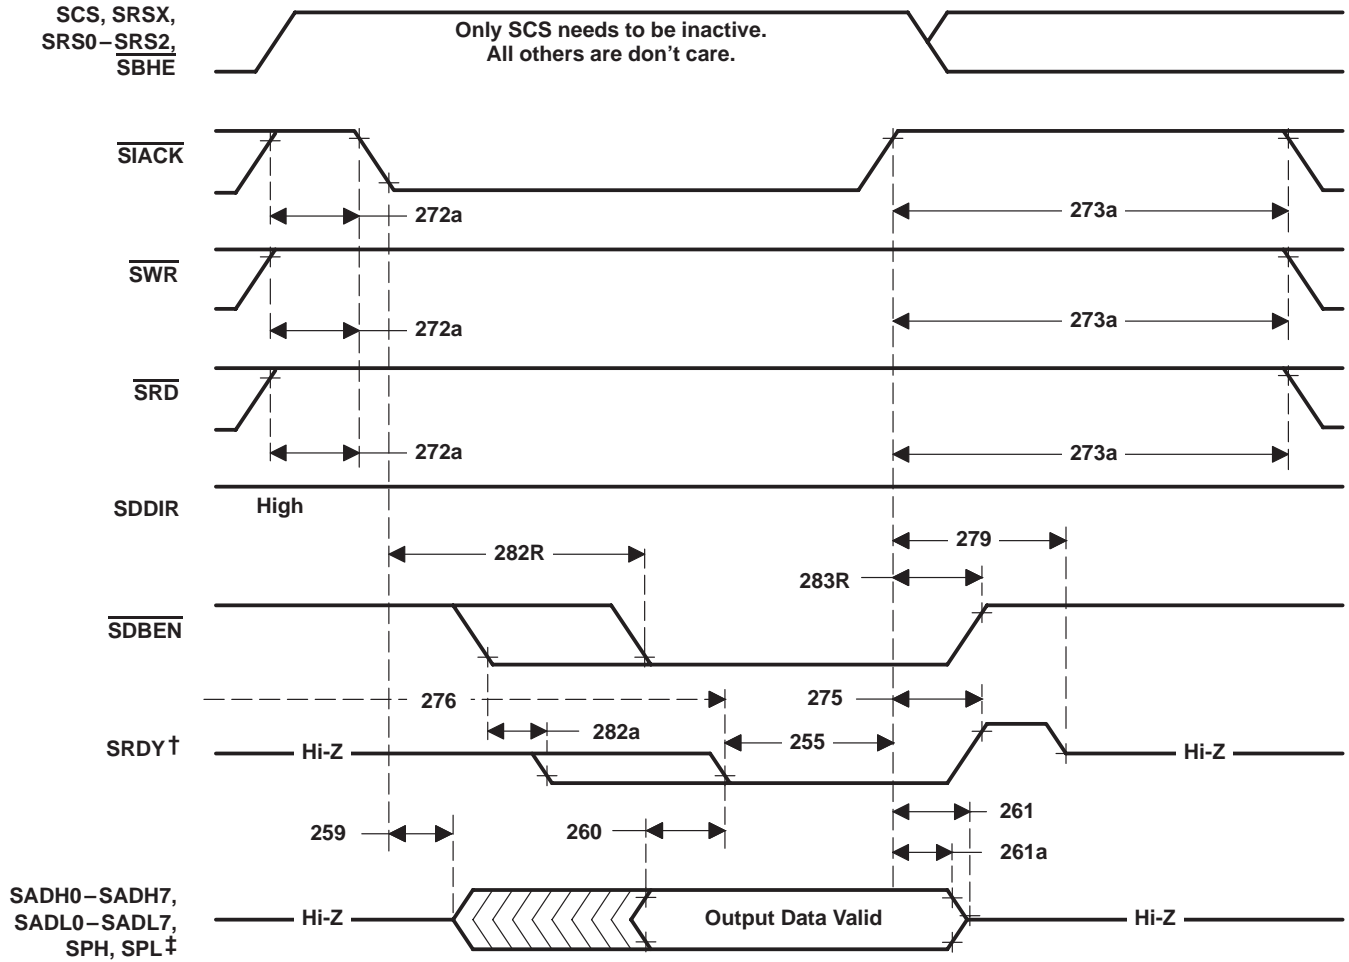 SCS, SRSX,
SRS0–SRS2,
SBHE
Only SCS needs to be inactive.
All others are don't care.
SIACK
272a
273a
SWR
272a
273a
SRD
272a
273a
SDDIR
High
282R
279
283R
SDBEN
276
275
282a
255
SRDY†
Hi-Z
Hi-Z
259
260
261
261a
SADH0–SADH7,
SADL0–SADL7,
SPH, SPL‡
Hi-Z
Output Data Valid
Hi-Z